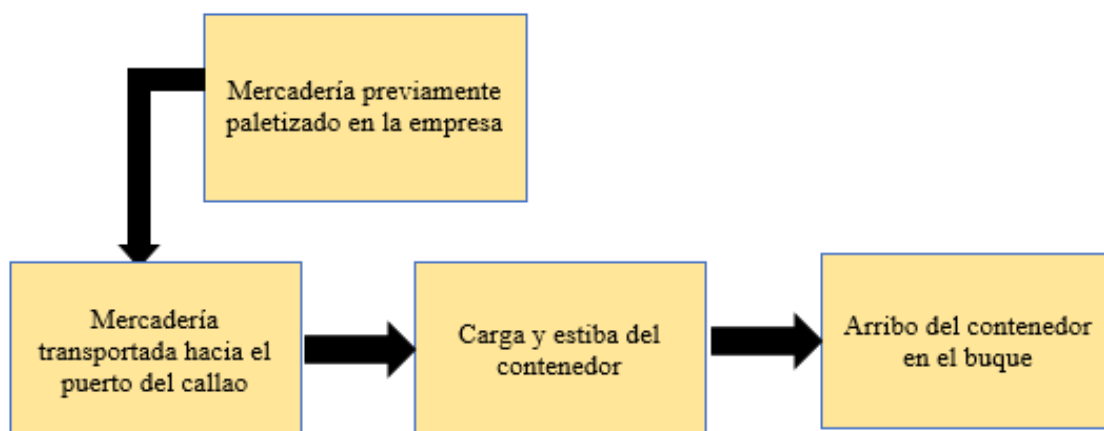 Mercadería previamente
paletizado en la empresa
Mercadería
transportada hacia el
puerto del callao
Carga y estiba del
contenedor
Arribo del contenedor
en el buque